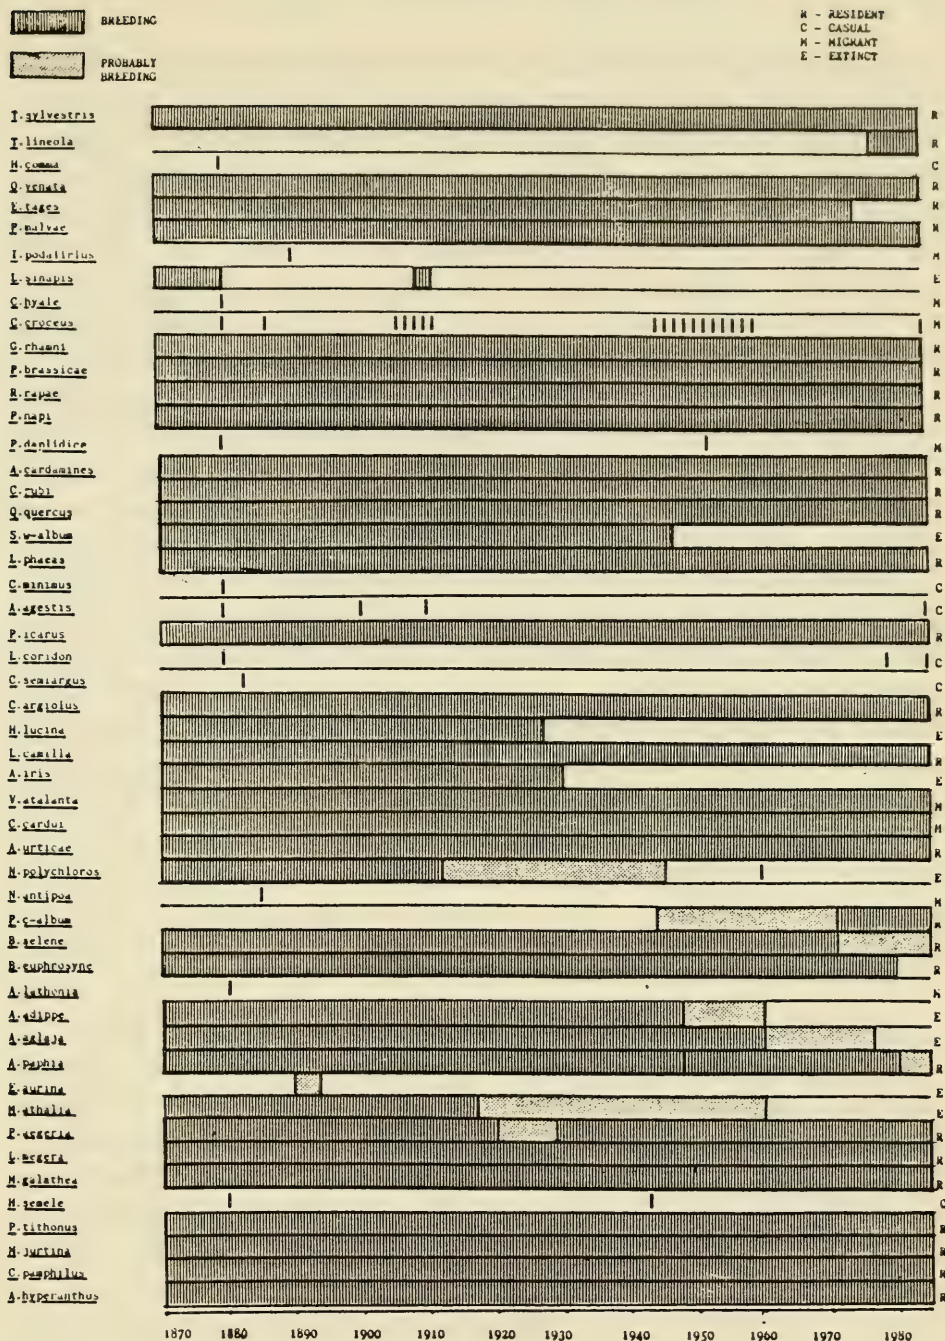 BREEDING
PROBABLY
BREEDING
R - RESIDENT
C - CASUAL
M - MIGRANT
E - EXTINCT
T.sylvestris R
T.lineola R
H.comma C
O.venata R
E.tages R
P.malvae
I.podalirius M
L.sinapis E
C.hyale M
C.croceus M
G.rhamni R
P.brassicae R
R.rapae R
P.napi R
P.daplidice M
A.cardamines R
C.rubi R
Q.quercus R
S.w-album E
L.phaeas R
C.minimus C
A.agestis C
P.icarus R
L.coridon C
C.semiargus C
C.argiolus R
H.lucina E
L.camilla R
A.iris E
V.atalanta M
C.cardui M
A.urticae R
N.polychloros E
N.antipoa M
P.c-album
B.selene R
B.euphrosyne R
A.lathonia
A.adippe E
A.aglaja E
A.paphia R
E.aurina E
M.athalia E
P.aegeria R
L.megera R
M.galathea R
H.semele C
P.tithonus R
M.jurtina R
C.pamphilus
A.hyperanthus R
1870 1880 1890 1900 1910 1920 1930 1940 1950 1960 1970 1980